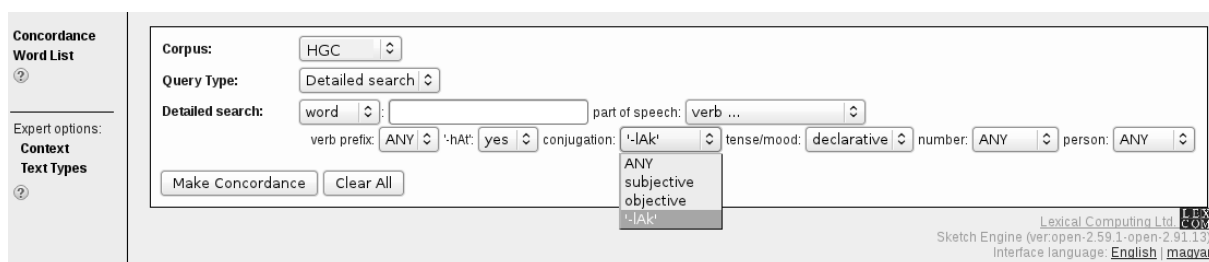 Concordance
Word List
?
Expert options:
Context
Text Types
?
Corpus: HGC
Query Type: Detailed search
Detailed search: word : part of speech: verb ...
verb prefix: ANY '-hAt': yes conjugation: '-lAk' tense/mood: declarative number: ANY person: ANY
ANY
subjective
objective
'-lAk'
Make Concordance Clear All
Lexical Computing Ltd. LEX
COM
Sketch Engine (ver:open-2.59.1-open-2.91.13)
Interface language: English | magyar